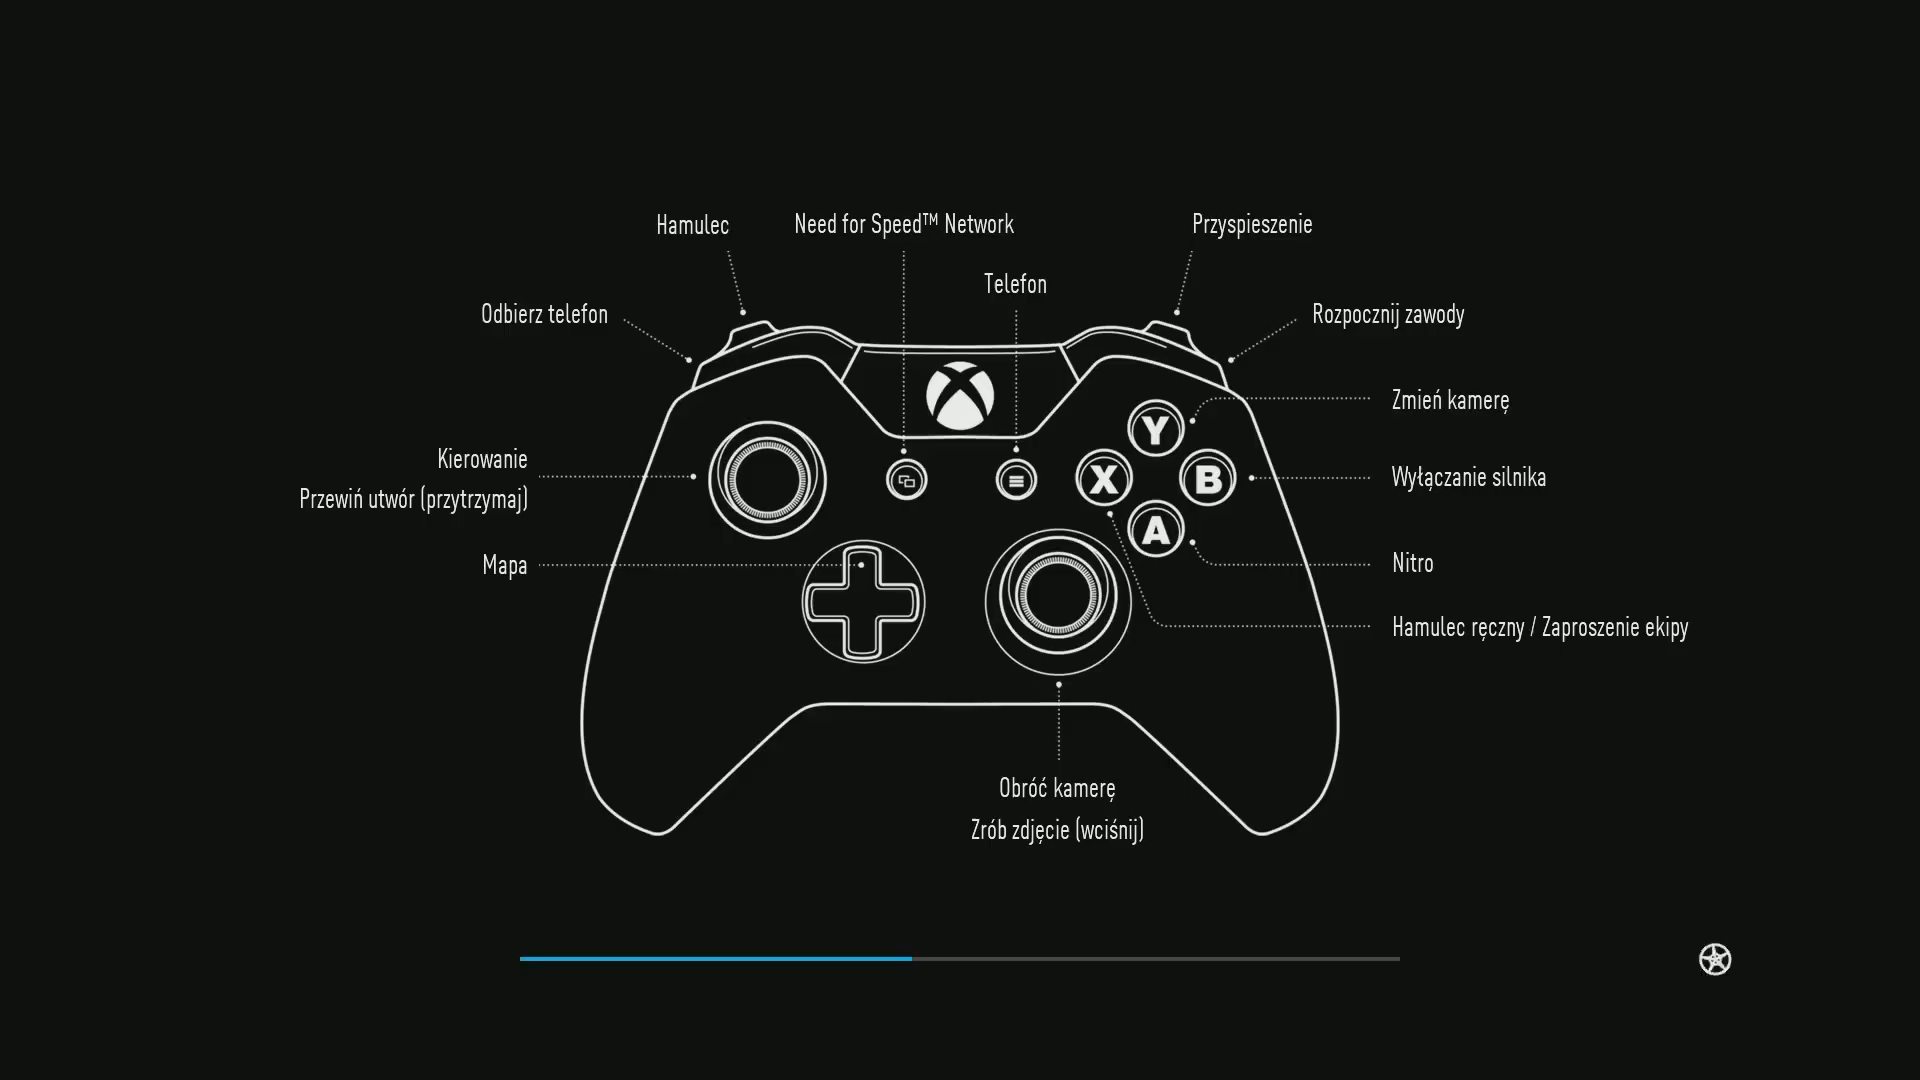 Hamulec
Need for Speed™ Network
Przyspieszenie
Telefon
Odbierz telefon
Rozpocznij zawody
Zmień kamerę
Y
Kierowanie
Przewiń utwór (przytrzymaj)
X
B
Wyłączanie silnika
A
Mapa
Nitro
Hamulec ręczny / Zaproszenie ekipy
Obróć kamerę
Zrób zdjęcie (wciśnij)